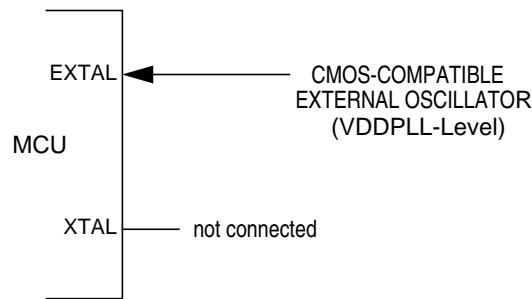 EXTAL
CMOS-COMPATIBLE
EXTERNAL OSCILLATOR
(VDDPLL-Level)
MCU
XTAL
not connected